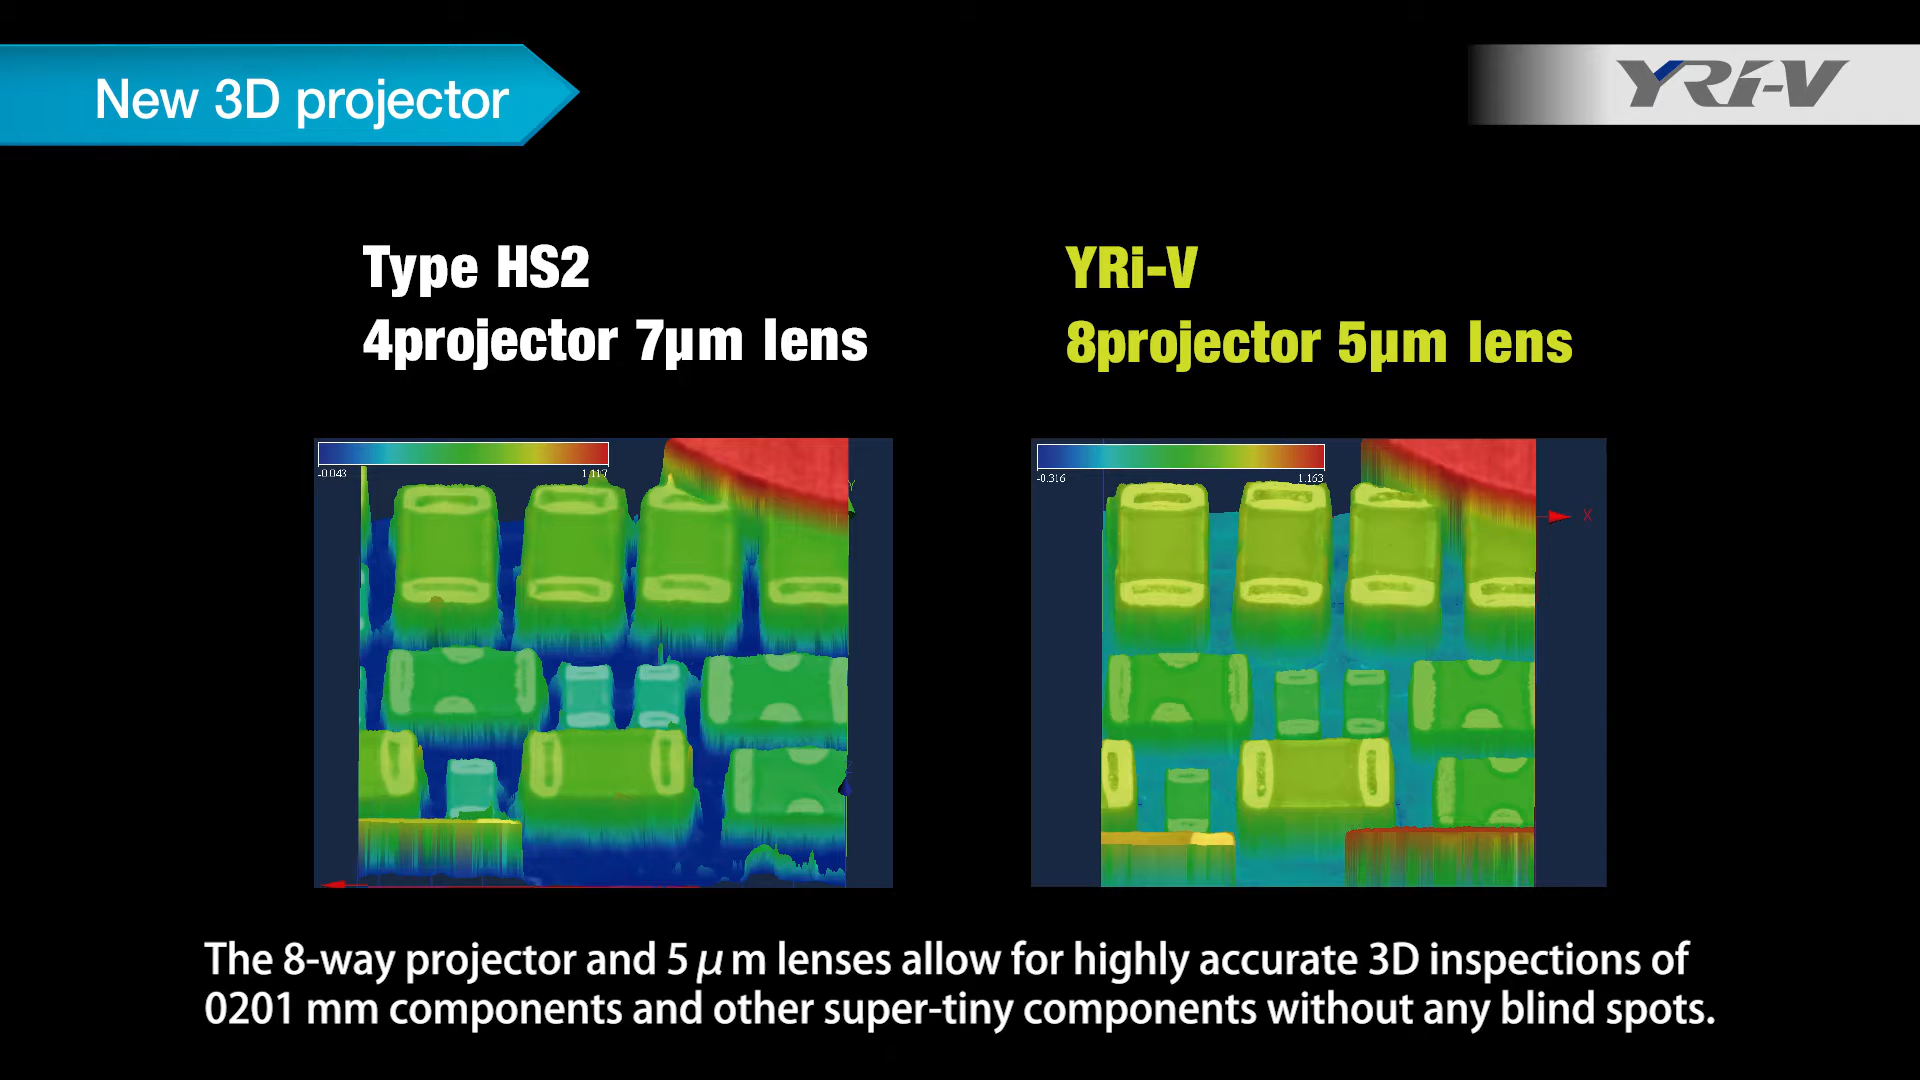 New 3D projector
YRi-V
Type HS2
4projector 7µm lens
YRi-V
8projector 5µm lens
-0.043 1.117
Y
-0.316 1.163
X
The 8-way projector and 5 μ m lenses allow for highly accurate 3D inspections of
0201 mm components and other super-tiny components without any blind spots.